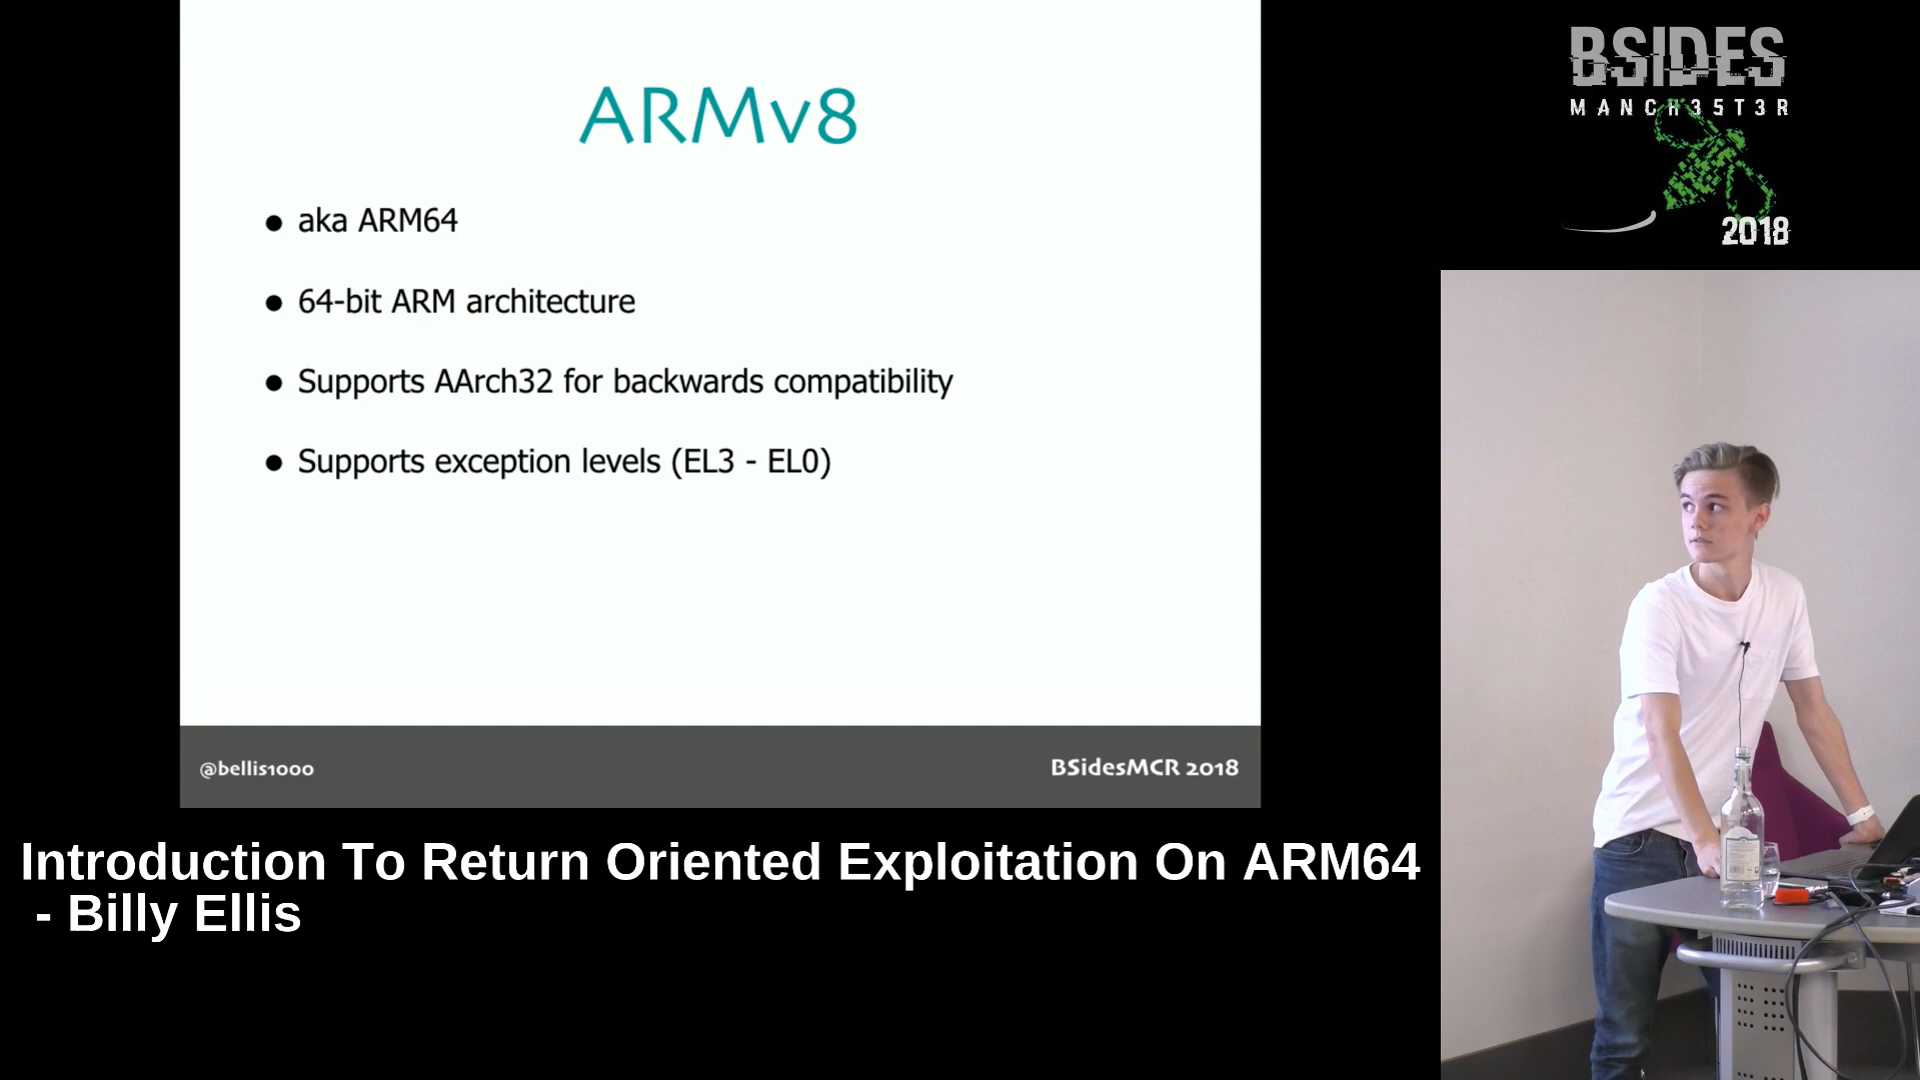 ARMv8
● aka ARM64
● 64-bit ARM architecture
● Supports AArch32 for backwards compatibility
● Supports exception levels (EL3 - EL0)
@bellis1000
BSidesMCR 2018
BSIDES
MANCH35T3R
2018
Introduction To Return Oriented Exploitation On ARM64
- Billy Ellis